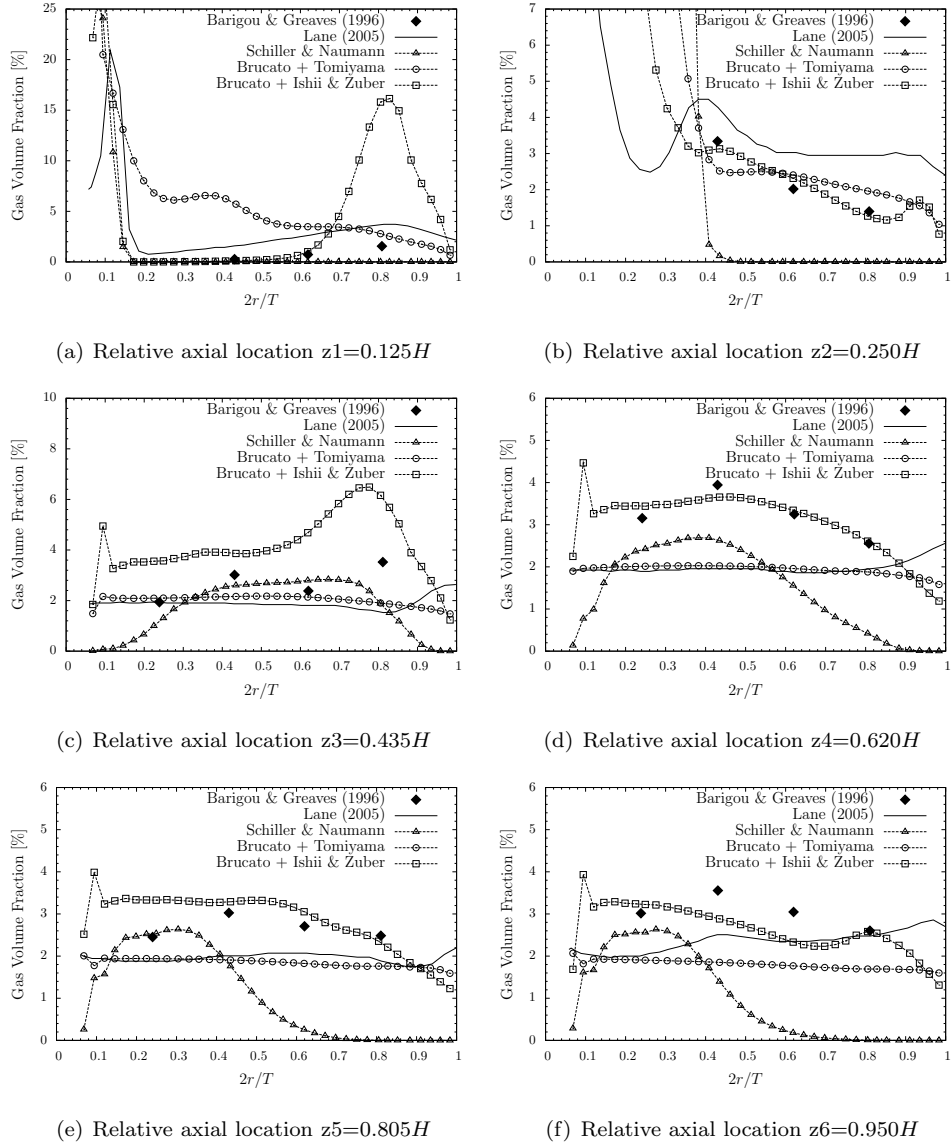 Barigou & Greaves (1996)
Lane (2005)
Schiller & Naumann
Brucato + Tomiyama
Brucato + Ishii & Zuber
Gas Volume Fraction [%]
25
20
15
10
5
0
0 0.1 0.2 0.3 0.4 0.5 0.6 0.7 0.8 0.9 1
2r/T
(a) Relative axial location z1=0.125H
Barigou & Greaves (1996)
Lane (2005)
Schiller & Naumann
Brucato + Tomiyama
Brucato + Ishii & Zuber
Gas Volume Fraction [%]
7
6
5
4
3
2
1
0
0 0.1 0.2 0.3 0.4 0.5 0.6 0.7 0.8 0.9 1
2r/T
(b) Relative axial location z2=0.250H
Barigou & Greaves (1996)
Lane (2005)
Schiller & Naumann
Brucato + Tomiyama
Brucato + Ishii & Zuber
Gas Volume Fraction [%]
10
8
6
4
2
0
0 0.1 0.2 0.3 0.4 0.5 0.6 0.7 0.8 0.9 1
2r/T
(c) Relative axial location z3=0.435H
Barigou & Greaves (1996)
Lane (2005)
Schiller & Naumann
Brucato + Tomiyama
Brucato + Ishii & Zuber
Gas Volume Fraction [%]
6
5
4
3
2
1
0
0 0.1 0.2 0.3 0.4 0.5 0.6 0.7 0.8 0.9 1
2r/T
(d) Relative axial location z4=0.620H
Barigou & Greaves (1996)
Lane (2005)
Schiller & Naumann
Brucato + Tomiyama
Brucato + Ishii & Zuber
Gas Volume Fraction [%]
6
5
4
3
2
1
0
0 0.1 0.2 0.3 0.4 0.5 0.6 0.7 0.8 0.9 1
2r/T
(e) Relative axial location z5=0.805H
Barigou & Greaves (1996)
Lane (2005)
Schiller & Naumann
Brucato + Tomiyama
Brucato + Ishii & Zuber
Gas Volume Fraction [%]
6
5
4
3
2
1
0
0 0.1 0.2 0.3 0.4 0.5 0.6 0.7 0.8 0.9 1
2r/T
(f) Relative axial location z6=0.950H